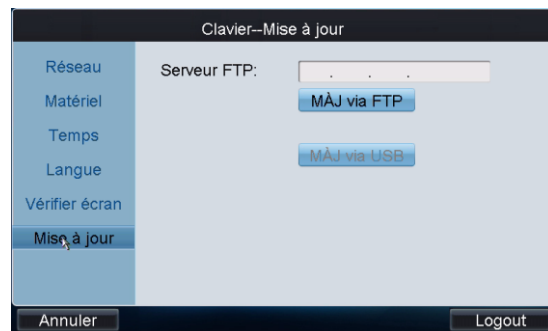 Clavier--Mise à jour
Réseau
Matériel
Temps
Langue
Vérifier écran
Mise à jour
Serveur FTP: . . .
MÀJ via FTP
MÀJ via USB
Annuler
Logout